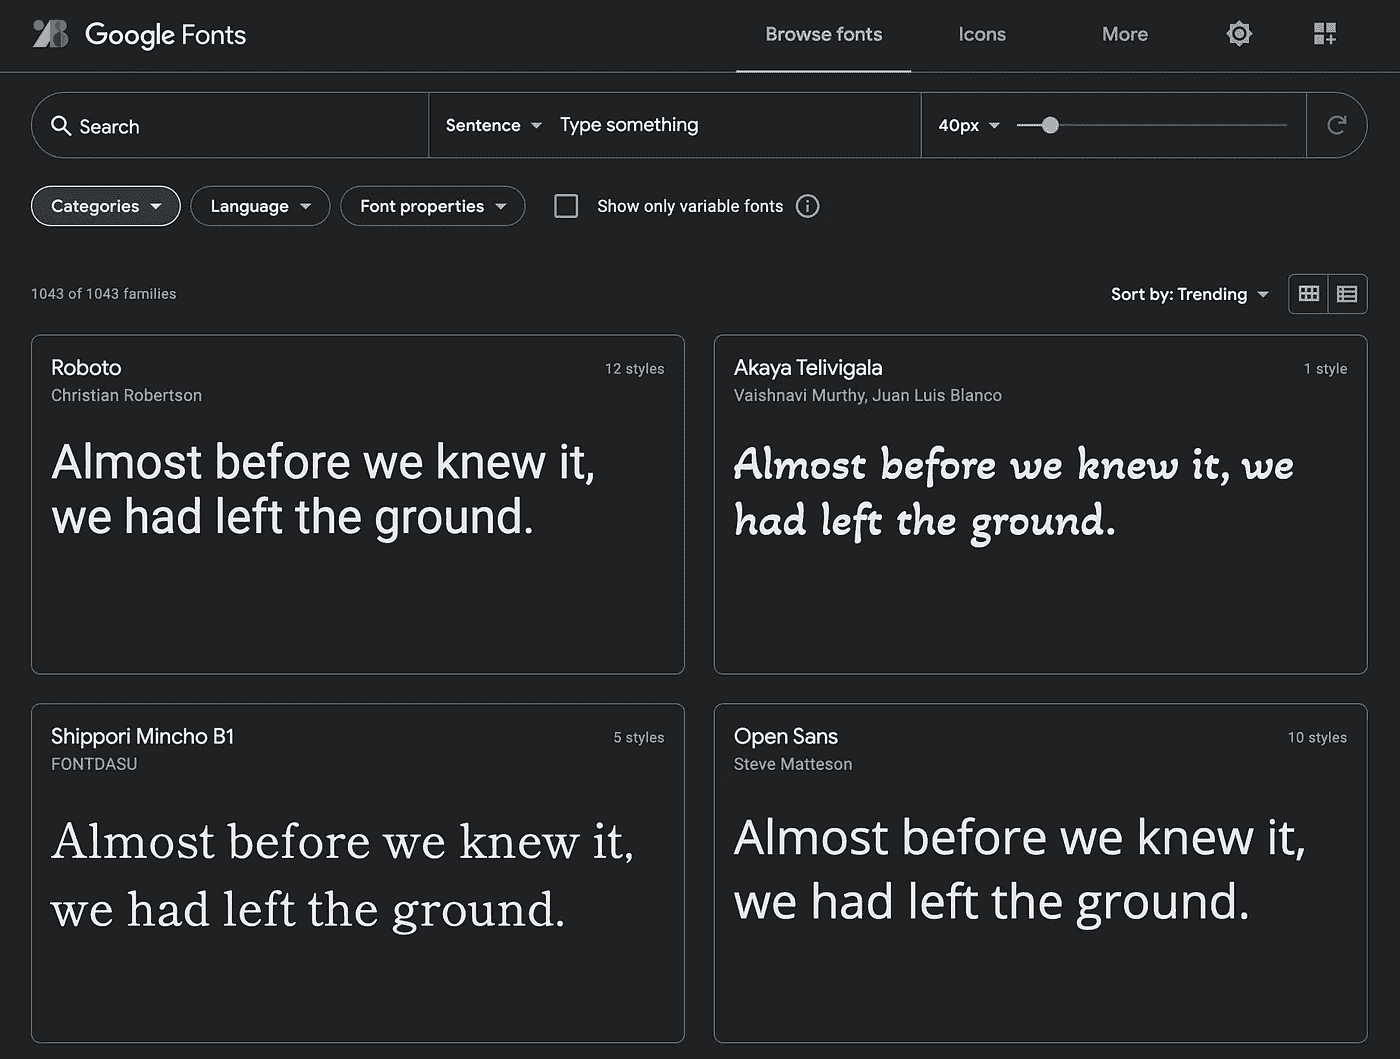 Google Fonts
Browse fonts
Icons
More
Search
Sentence
Type something
40px
Categories
Language
Font properties
Show only variable fonts
1043 of 1043 families
Sort by: Trending
Roboto
12 styles
Christian Robertson
Almost before we knew it,
we had left the ground.
Akaya Telivigala
1 style
Vaishnavi Murthy, Juan Luis Blanco
Almost before we knew it, we
had left the ground.
Shippori Mincho B1
5 styles
FONTDASU
Almost before we knew it,
we had left the ground.
Open Sans
10 styles
Steve Matteson
Almost before we knew it,
we had left the ground.